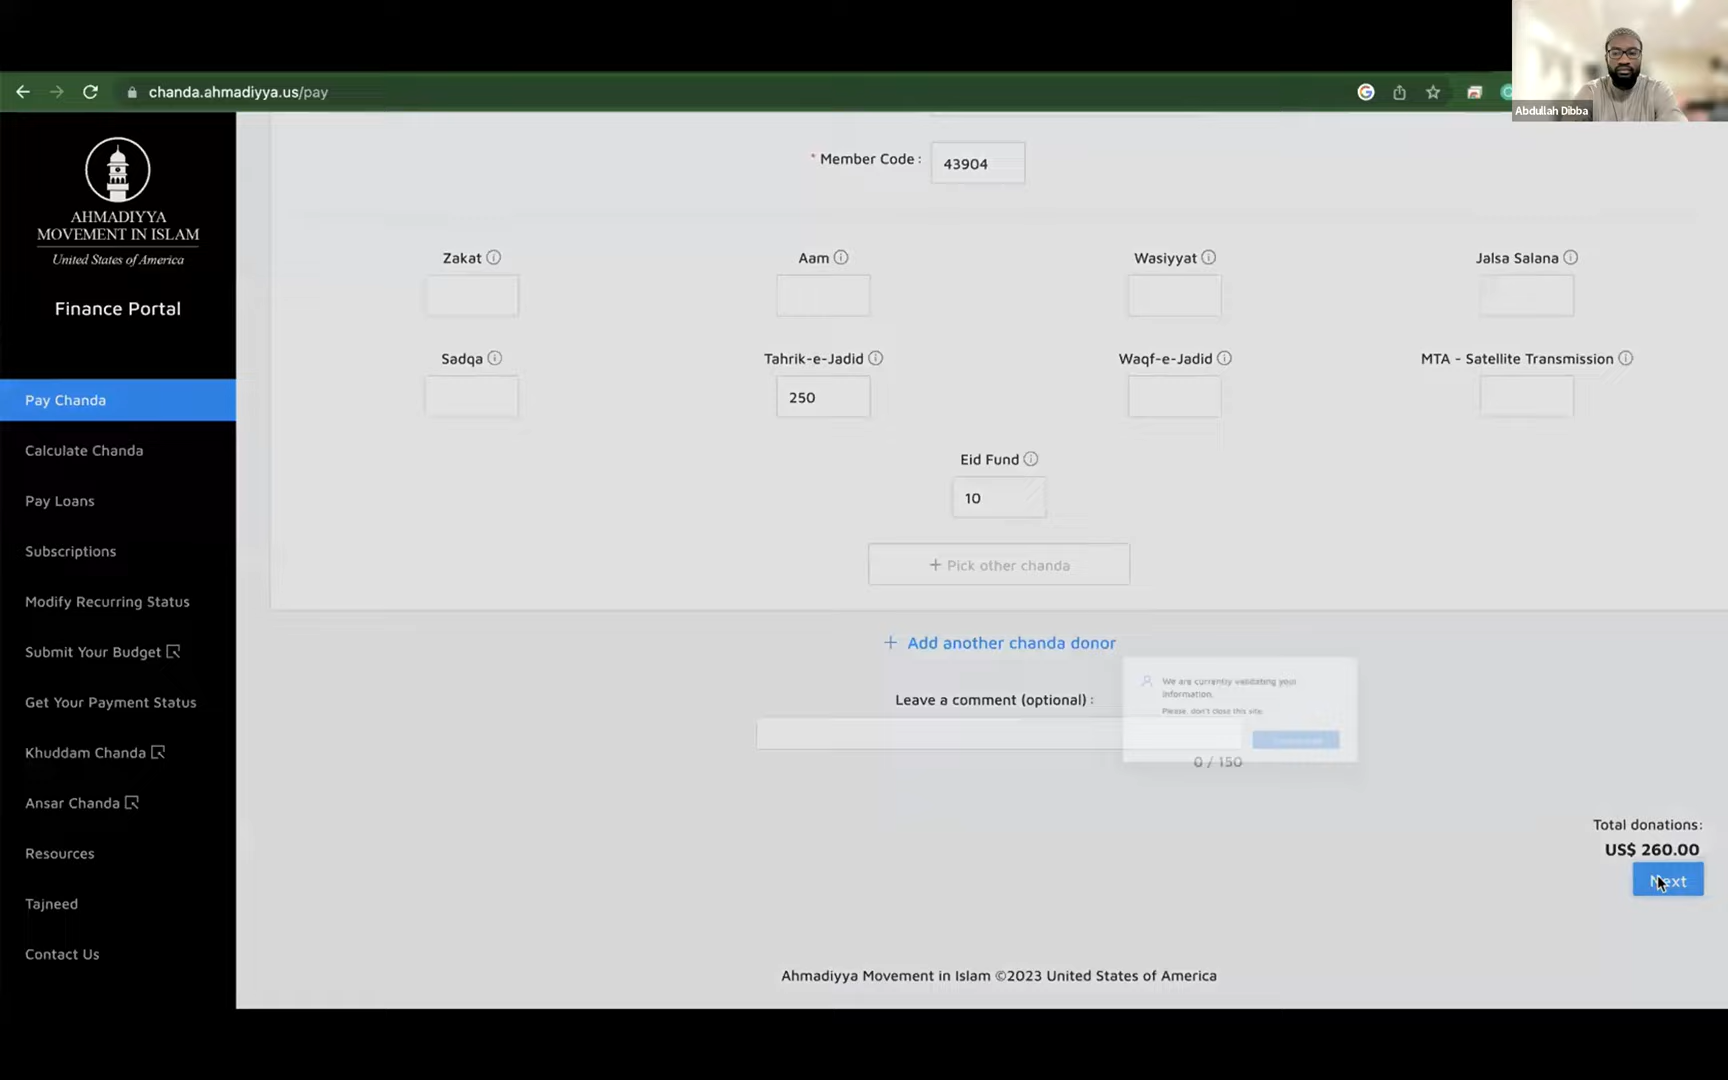 chanda.ahmadiyya.us/pay
Abdullah Dibba
AHMADIYYA
MOVEMENT IN ISLAM
United States of America
Finance Portal
Pay Chanda
Calculate Chanda
Pay Loans
Subscriptions
Modify Recurring Status
Submit Your Budget
Get Your Payment Status
Khuddam Chanda
Ansar Chanda
Resources
Tajneed
Contact Us
* Member Code : 43904
Zakat Aam Wasiyyat Jalsa Salana
Sadqa Tahrik-e-Jadid Waqf-e-Jadid MTA - Satellite Transmission
250
Eid Fund
10
+ Pick other chanda
+ Add another chanda donor
We are currently validating your
information.
Please, don't close this site.
Leave a comment (optional) :
0 / 150
Total donations:
US$ 260.00
Next
Ahmadiyya Movement in Islam ©2023 United States of America